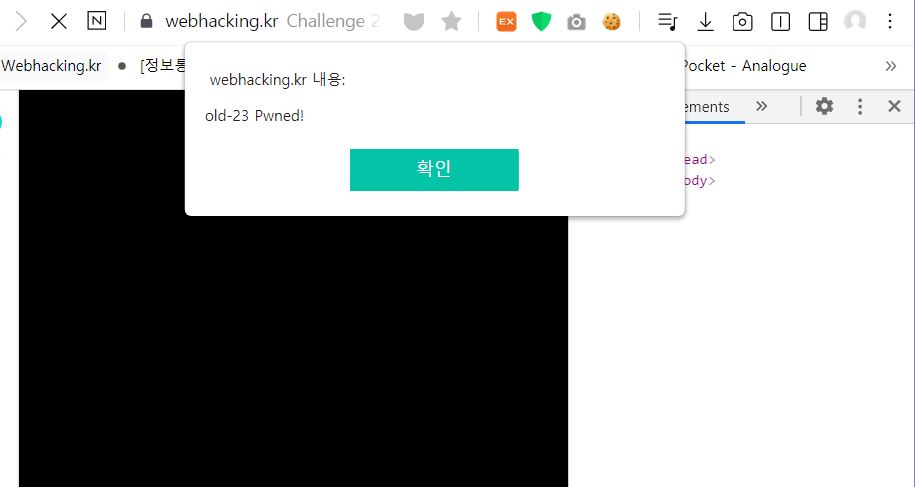 webhacking.kr Challenge 2
EX
Webhacking.kr
[정보통
Pocket - Analogue
webhacking.kr 내용:
old-23 Pwned!
확인
ements
ead>
ody>